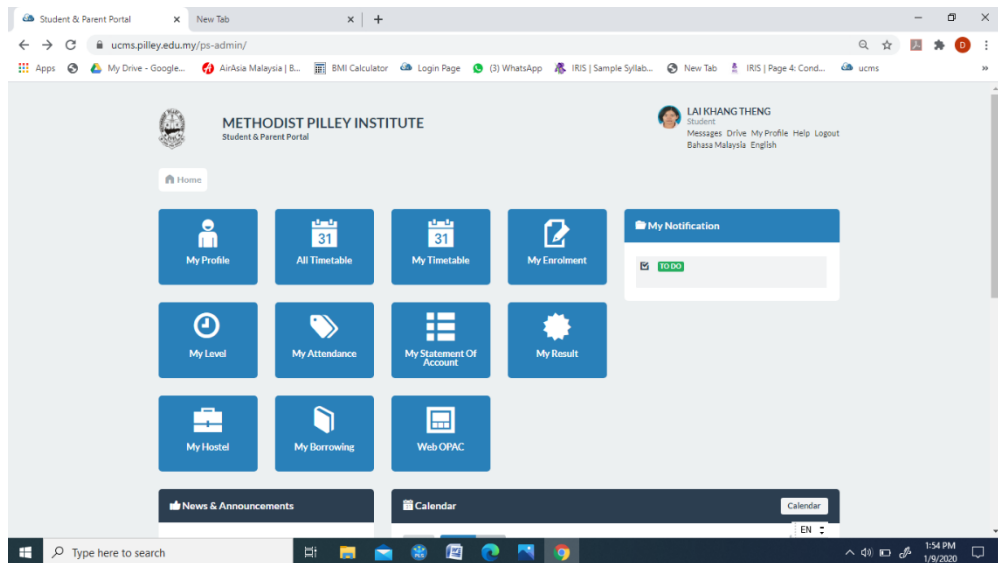 Student & Parent Portal
New Tab
ucms.pilley.edu.my/ps-admin/
D
Apps
My Drive - Google...
AirAsia Malaysia | B...
BMI Calculator
Login Page
(3) WhatsApp
IRIS | Sample Syllab...
New Tab
IRIS | Page 4: Cond...
ucms
»
METHODIST PILLEY INSTITUTE
Student & Parent Portal
LAI KHANG THENG
Student
Messages Drive My Profile Help Logout
Bahasa Malaysia English
Home
My Profile
31
All Timetable
31
My Timetable
My Enrolment
My Notification
TO DO
My Level
My Attendance
My Statement Of
Account
My Result
My Hostel
My Borrowing
Web OPAC
News & Announcements
Calendar
Calendar
EN
Type here to search
1:54 PM
1/9/2020